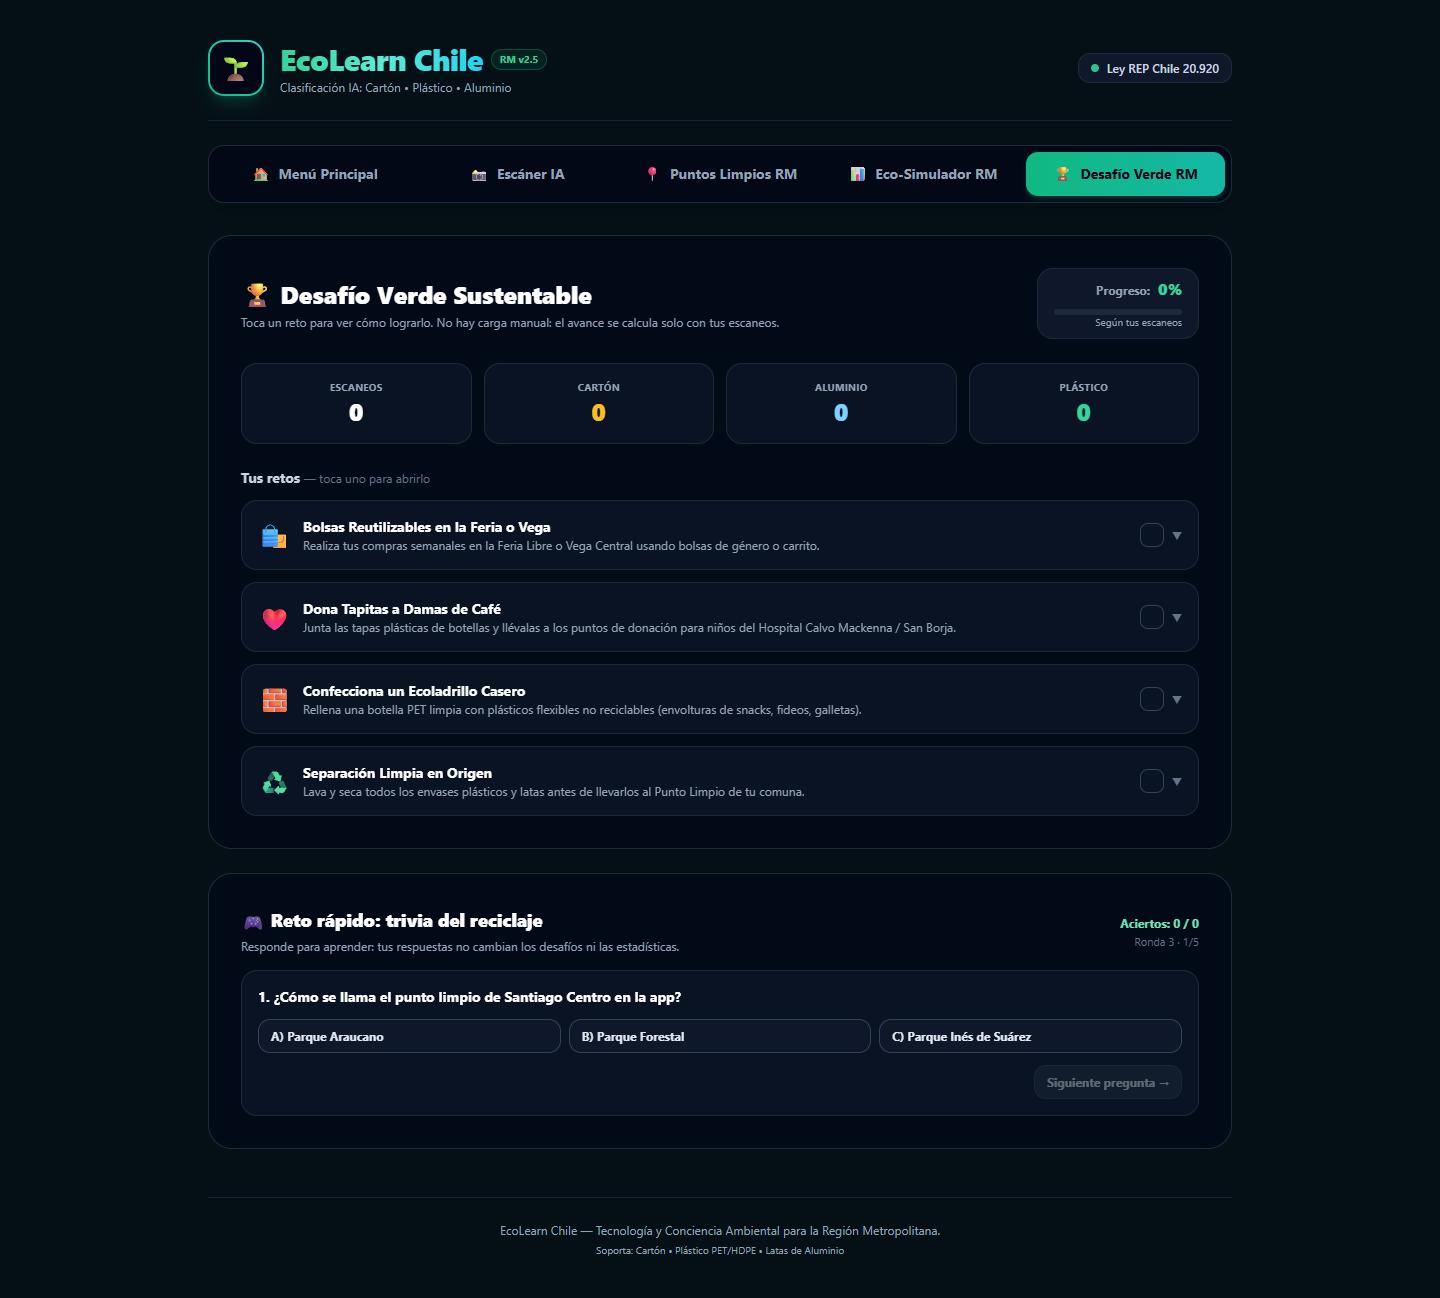 EcoLearn Chile RM v2.5
Clasificación IA: Cartón • Plástico • Aluminio
Ley REP Chile 20.920
Menú Principal
Escáner IA
Puntos Limpios RM
Eco-Simulador RM
Desafío Verde RM
Desafío Verde Sustentable
Toca un reto para ver cómo lograrlo. No hay carga manual: el avance se calcula solo con tus escaneos.
Progreso: 0%
Según tus escaneos
ESCANEOS
0
CARTÓN
0
ALUMINIO
0
PLÁSTICO
0
Tus retos — toca uno para abrirlo
Bolsas Reutilizables en la Feria o Vega
Realiza tus compras semanales en la Feria Libre o Vega Central usando bolsas de género o carrito.
▼
Dona Tapitas a Damas de Café
Junta las tapas plásticas de botellas y llévalas a los puntos de donación para niños del Hospital Calvo Mackenna / San Borja.
▼
Confecciona un Ecoladrillo Casero
Rellena una botella PET limpia con plásticos flexibles no reciclables (envolturas de snacks, fideos, galletas).
▼
Separación Limpia en Origen
Lava y seca todos los envases plásticos y latas antes de llevarlos al Punto Limpio de tu comuna.
▼
Reto rápido: trivia del reciclaje
Responde para aprender: tus respuestas no cambian los desafíos ni las estadísticas.
Aciertos: 0 / 0
Ronda 3 · 1/5
1. ¿Cómo se llama el punto limpio de Santiago Centro en la app?
A) Parque Araucano
B) Parque Forestal
C) Parque Inés de Suárez
Siguiente pregunta →
EcoLearn Chile — Tecnología y Conciencia Ambiental para la Región Metropolitana.
Soporta: Cartón • Plástico PET/HDPE • Latas de Aluminio